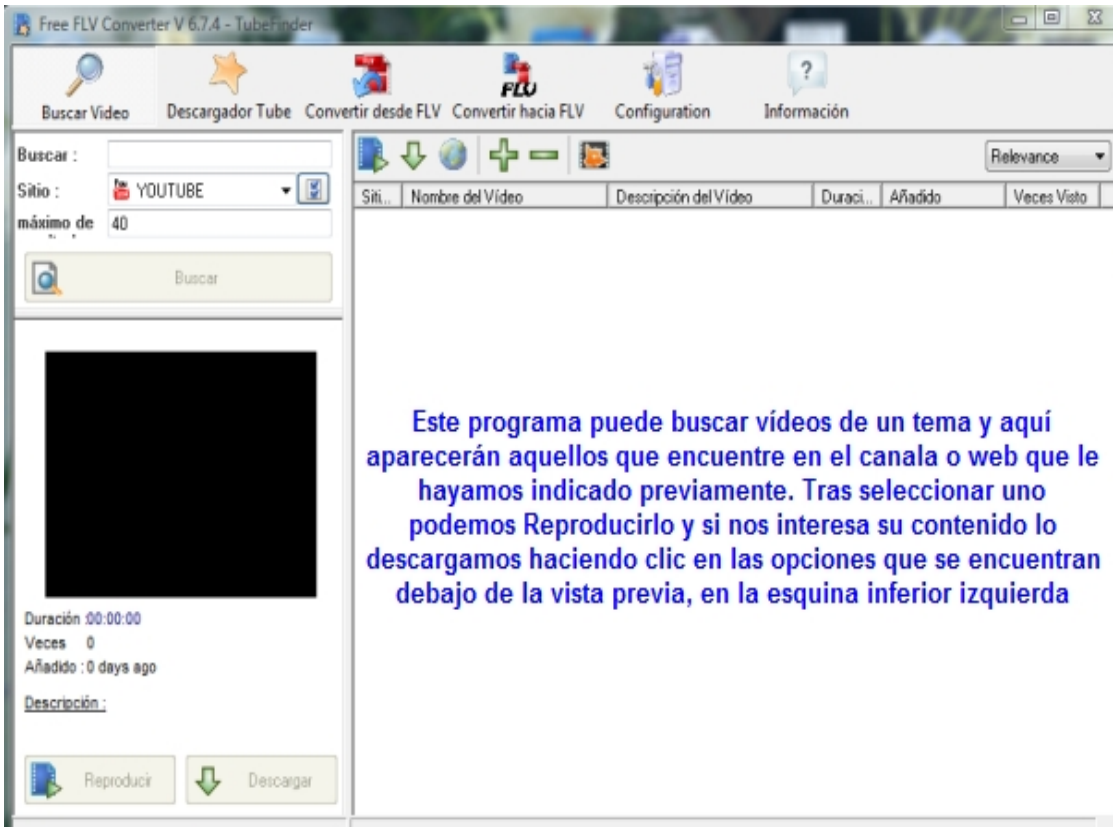 Free FLV Converter V 6.7.4 - TubeFinder
Buscar Video
Descargador Tube
Convertir desde FLV
FLV
Convertir hacia FLV
Configuration
?
Información
Buscar :
Sitio :
YOUTUBE
máximo de
40
Buscar
Relevance
Siti...
Nombre del Vídeo
Descripción del Vídeo
Duraci...
Añadido
Veces Visto
Este programa puede buscar vídeos de un tema y aquí
aparecerán aquellos que encuentre en el canala o web que le
hayamos indicado previamente. Tras seleccionar uno
podemos Reproducirlo y si nos interesa su contenido lo
descargamos haciendo clic en las opciones que se encuentran
debajo de la vista previa, en la esquina inferior izquierda
Duración :00:00:00
Veces 0
Añadido : 0 days ago
Descripción :
Reproducir
Descargar